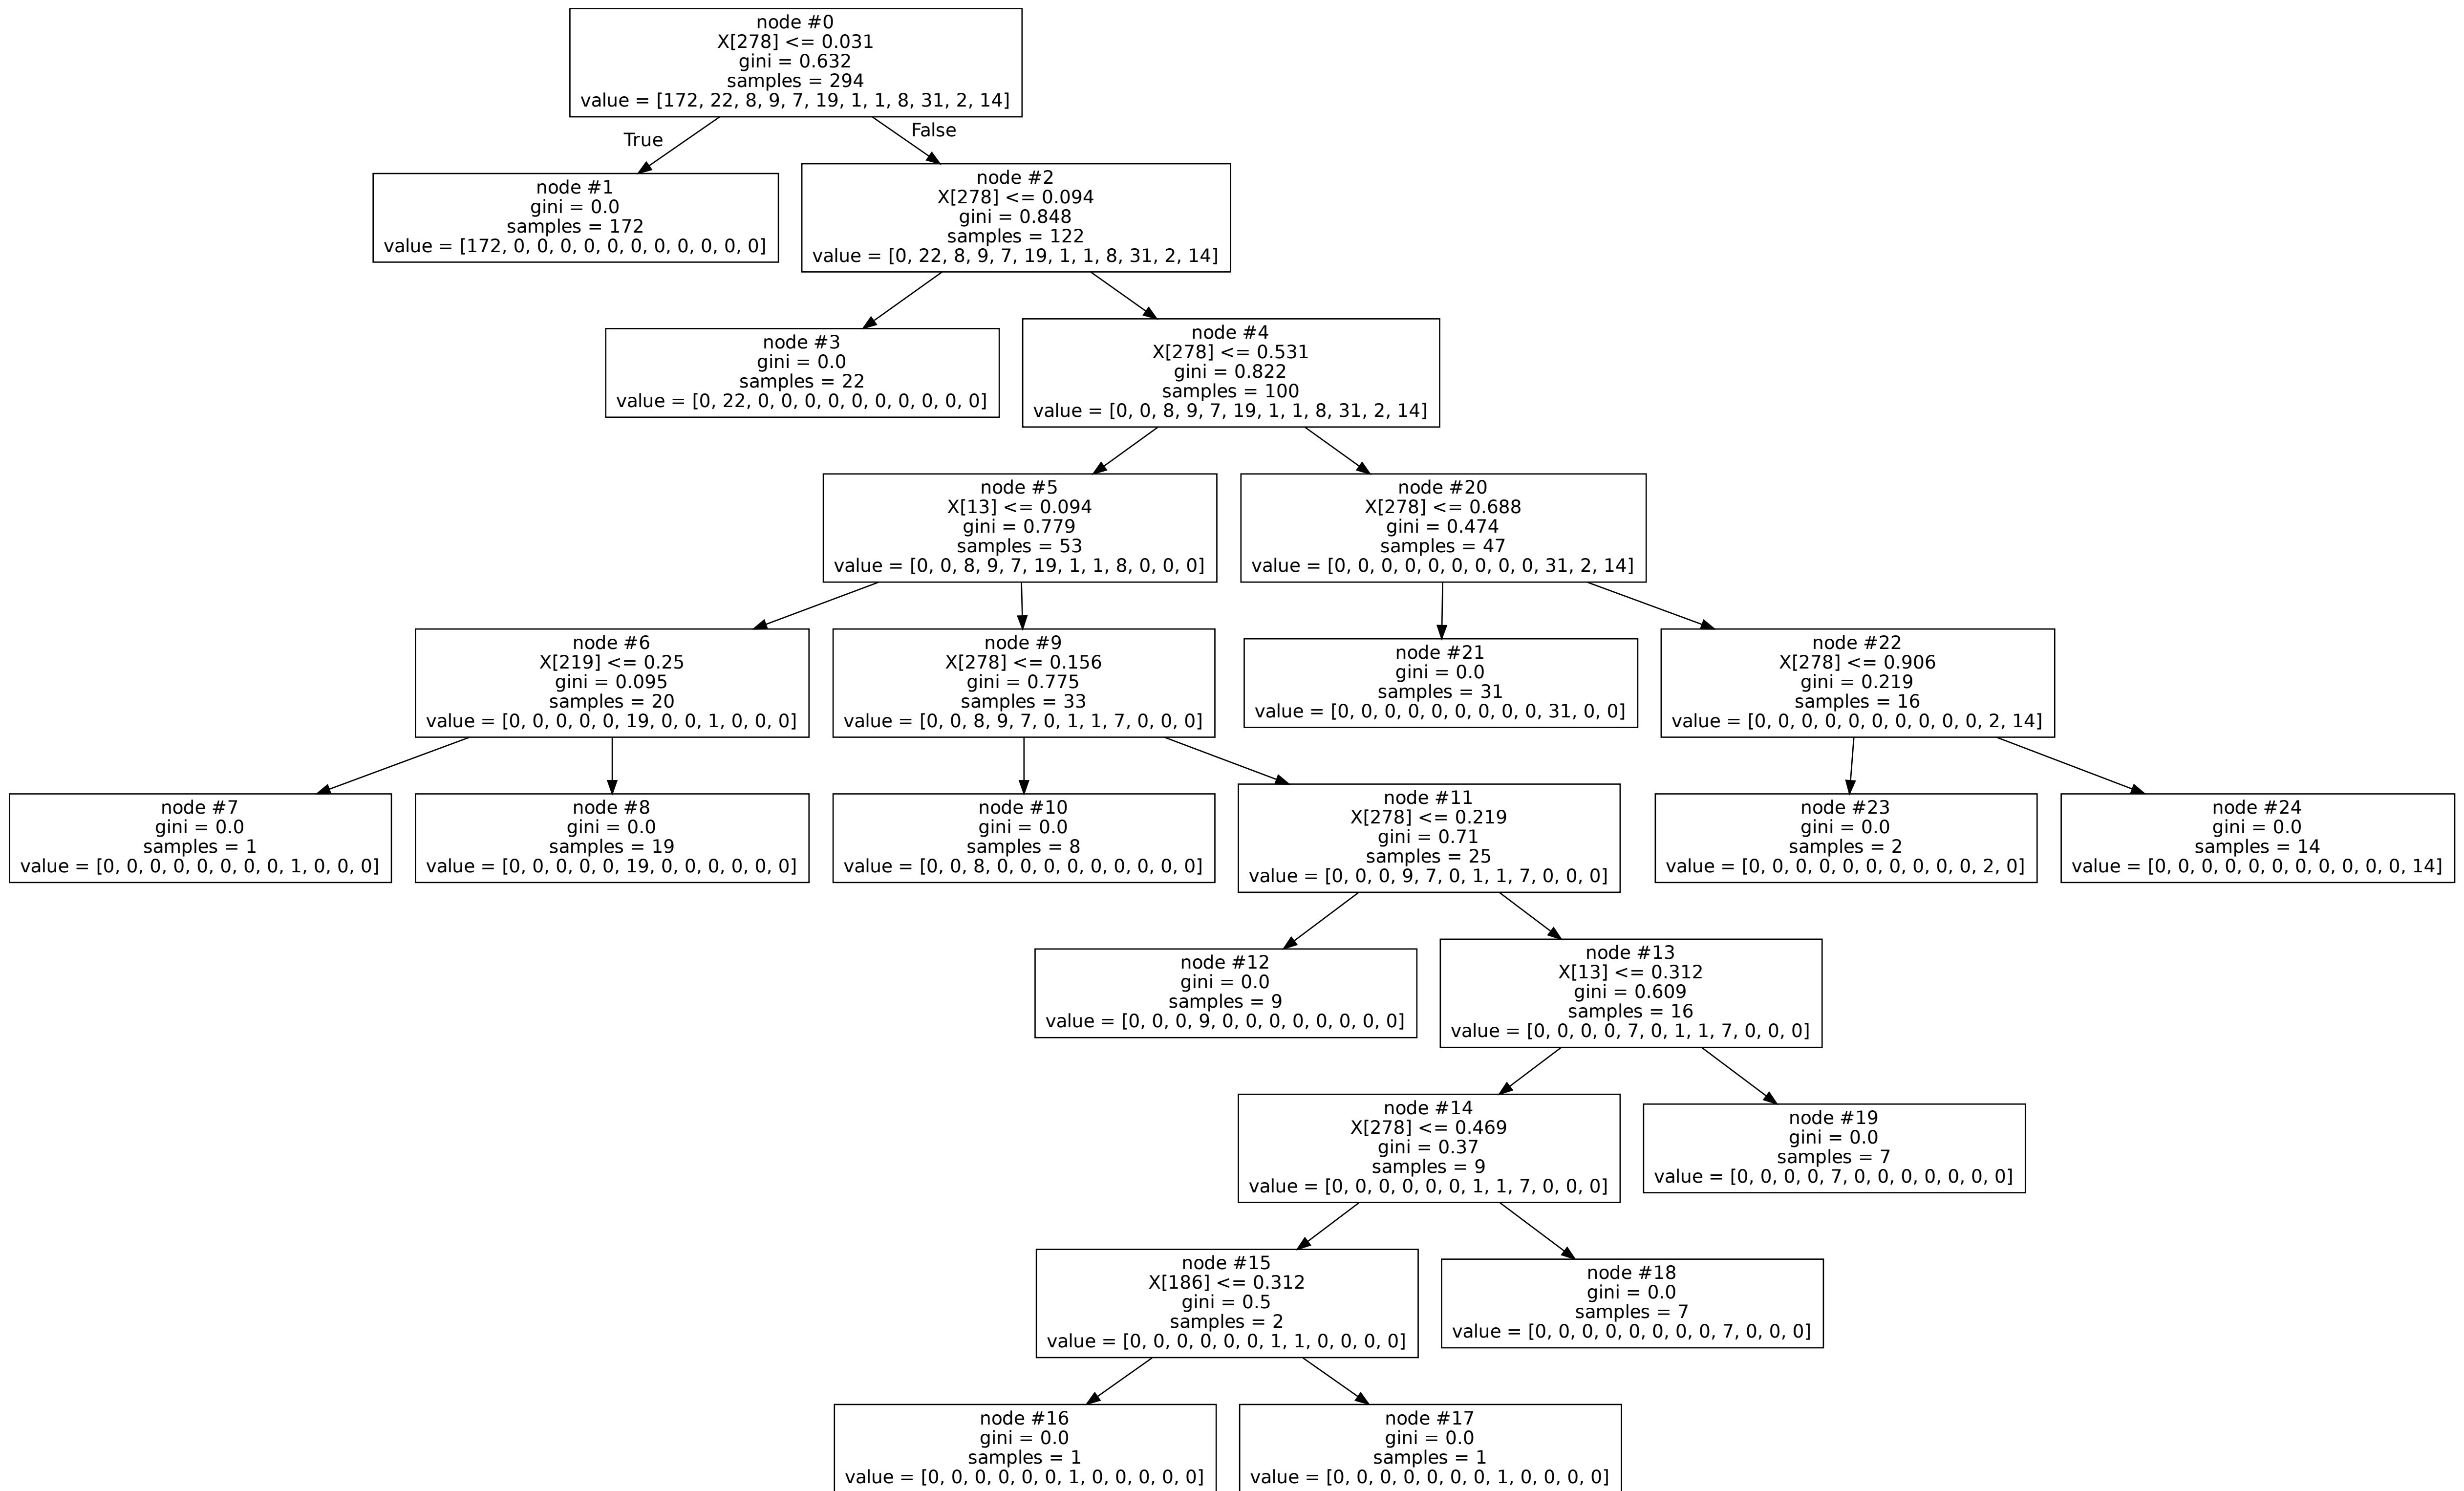 node #0
X[278] <= 0.031
gini = 0.632
samples = 294
value = [172, 22, 8, 9, 7, 19, 1, 1, 8, 31, 2, 14]
True
False
node #1
gini = 0.0
samples = 172
value = [172, 0, 0, 0, 0, 0, 0, 0, 0, 0, 0, 0]
node #2
X[278] <= 0.094
gini = 0.848
samples = 122
value = [0, 22, 8, 9, 7, 19, 1, 1, 8, 31, 2, 14]
node #3
gini = 0.0
samples = 22
value = [0, 22, 0, 0, 0, 0, 0, 0, 0, 0, 0, 0]
node #4
X[278] <= 0.531
gini = 0.822
samples = 100
value = [0, 0, 8, 9, 7, 19, 1, 1, 8, 31, 2, 14]
node #5
X[13] <= 0.094
gini = 0.779
samples = 53
value = [0, 0, 8, 9, 7, 19, 1, 1, 8, 0, 0, 0]
node #20
X[278] <= 0.688
gini = 0.474
samples = 47
value = [0, 0, 0, 0, 0, 0, 0, 0, 0, 31, 2, 14]
node #6
X[219] <= 0.25
gini = 0.095
samples = 20
value = [0, 0, 0, 0, 0, 19, 0, 0, 1, 0, 0, 0]
node #9
X[278] <= 0.156
gini = 0.775
samples = 33
value = [0, 0, 8, 9, 7, 0, 1, 1, 7, 0, 0, 0]
node #21
gini = 0.0
samples = 31
value = [0, 0, 0, 0, 0, 0, 0, 0, 0, 31, 0, 0]
node #22
X[278] <= 0.906
gini = 0.219
samples = 16
value = [0, 0, 0, 0, 0, 0, 0, 0, 0, 0, 2, 14]
node #7
gini = 0.0
samples = 1
value = [0, 0, 0, 0, 0, 0, 0, 0, 1, 0, 0, 0]
node #8
gini = 0.0
samples = 19
value = [0, 0, 0, 0, 0, 19, 0, 0, 0, 0, 0, 0]
node #10
gini = 0.0
samples = 8
value = [0, 0, 8, 0, 0, 0, 0, 0, 0, 0, 0, 0]
node #11
X[278] <= 0.219
gini = 0.71
samples = 25
value = [0, 0, 0, 9, 7, 0, 1, 1, 7, 0, 0, 0]
node #23
gini = 0.0
samples = 2
value = [0, 0, 0, 0, 0, 0, 0, 0, 0, 0, 2, 0]
node #24
gini = 0.0
samples = 14
value = [0, 0, 0, 0, 0, 0, 0, 0, 0, 0, 0, 14]
node #12
gini = 0.0
samples = 9
value = [0, 0, 0, 9, 0, 0, 0, 0, 0, 0, 0, 0]
node #13
X[13] <= 0.312
gini = 0.609
samples = 16
value = [0, 0, 0, 0, 7, 0, 1, 1, 7, 0, 0, 0]
node #14
X[278] <= 0.469
gini = 0.37
samples = 9
value = [0, 0, 0, 0, 0, 0, 1, 1, 7, 0, 0, 0]
node #19
gini = 0.0
samples = 7
value = [0, 0, 0, 0, 7, 0, 0, 0, 0, 0, 0, 0]
node #15
X[186] <= 0.312
gini = 0.5
samples = 2
value = [0, 0, 0, 0, 0, 0, 1, 1, 0, 0, 0, 0]
node #18
gini = 0.0
samples = 7
value = [0, 0, 0, 0, 0, 0, 0, 0, 7, 0, 0, 0]
node #16
gini = 0.0
samples = 1
value = [0, 0, 0, 0, 0, 0, 1, 0, 0, 0, 0, 0]
node #17
gini = 0.0
samples = 1
value = [0, 0, 0, 0, 0, 0, 0, 1, 0, 0, 0, 0]